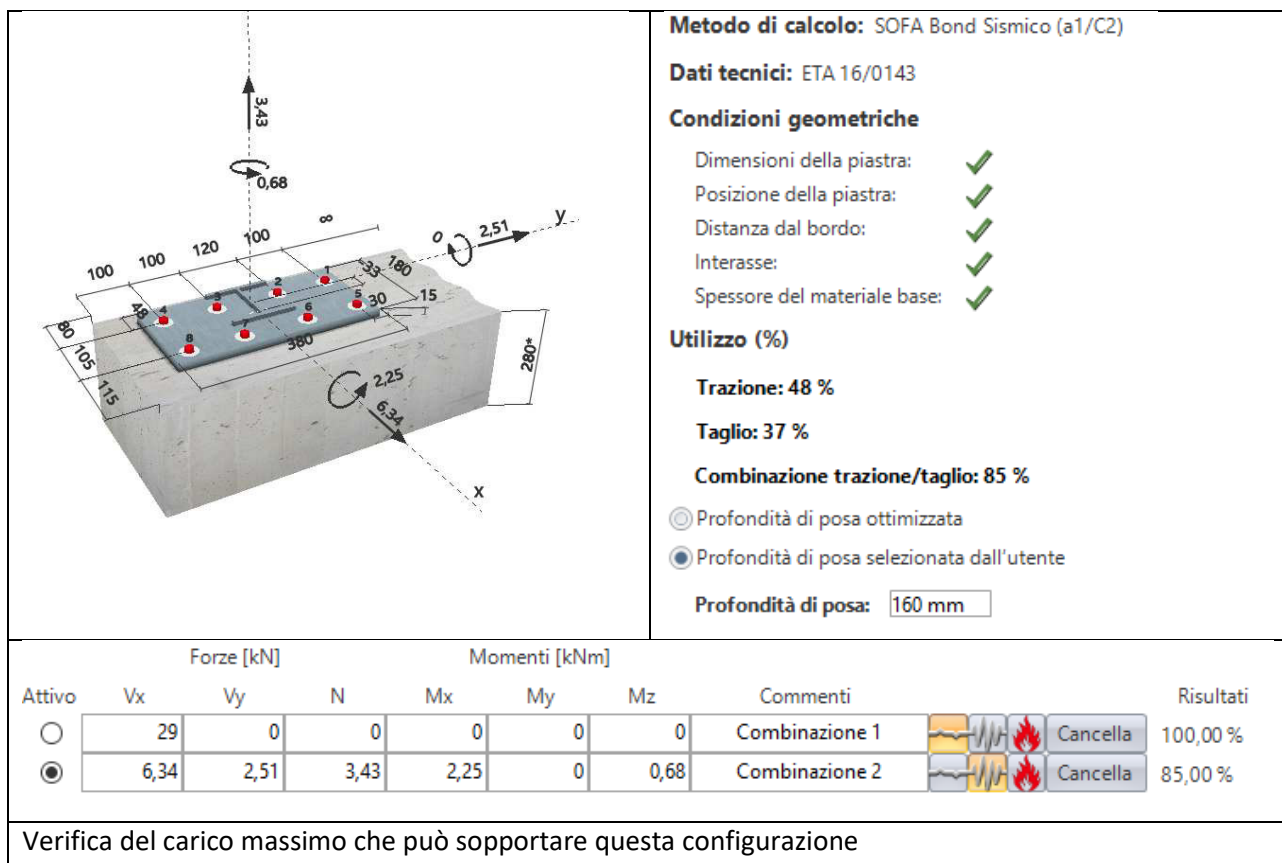 3,43
0,68
∞
y
2,51
0
100
120
100
100
180
33
2
1
3
4
48
30
15
5
6
7
8
380
80
105
115
280*
2,25
6,34
x
Metodo di calcolo: SOFA Bond Sismico (a1/C2)
Dati tecnici: ETA 16/0143
Condizioni geometriche
Dimensioni della piastra:
Posizione della piastra:
Distanza dal bordo:
Interasse:
Spessore del materiale base:
Utilizzo (%)
Trazione: 48 %
Taglio: 37 %
Combinazione trazione/taglio: 85 %
Profondità di posa ottimizzata
Profondità di posa selezionata dall'utente
Profondità di posa: 160 mm
Forze [kN] Momenti [kNm]
Attivo Vx Vy N Mx My Mz Commenti Risultati
29 0 0 0 0 0 Combinazione 1 Cancella 100,00 %
6,34 2,51 3,43 2,25 0 0,68 Combinazione 2 Cancella 85,00 %
Verifica del carico massimo che può sopportare questa configurazione